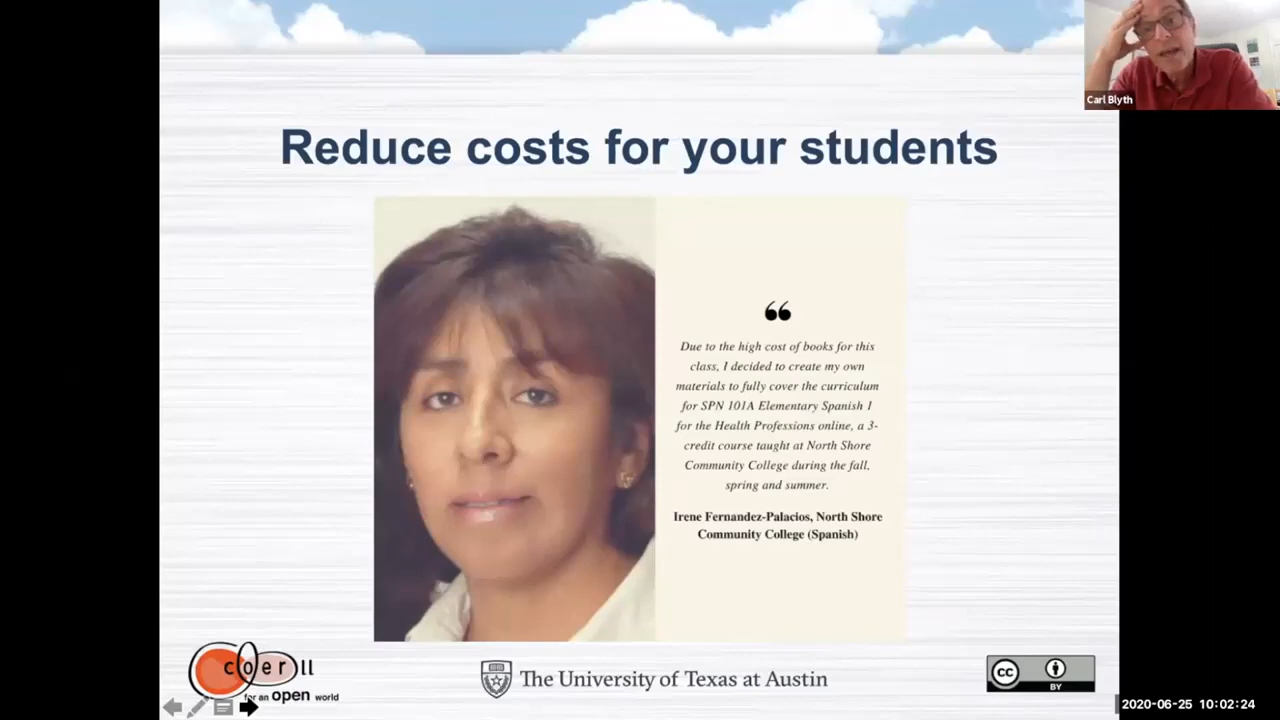 Carl Blyth
Reduce costs for your students
“
Due to the high cost of books for this
class, I decided to create my own
materials to fully cover the curriculum
for SPN 101A Elementary Spanish 1
for the Health Professions online, a 3-
credit course taught at North Shore
Community College during the fall,
spring and summer.
Irene Fernandez-Palacios, North Shore
Community College (Spanish)
coerll
for an open world
The University of Texas at Austin
CC
BY
2020-06-25 10:02:24